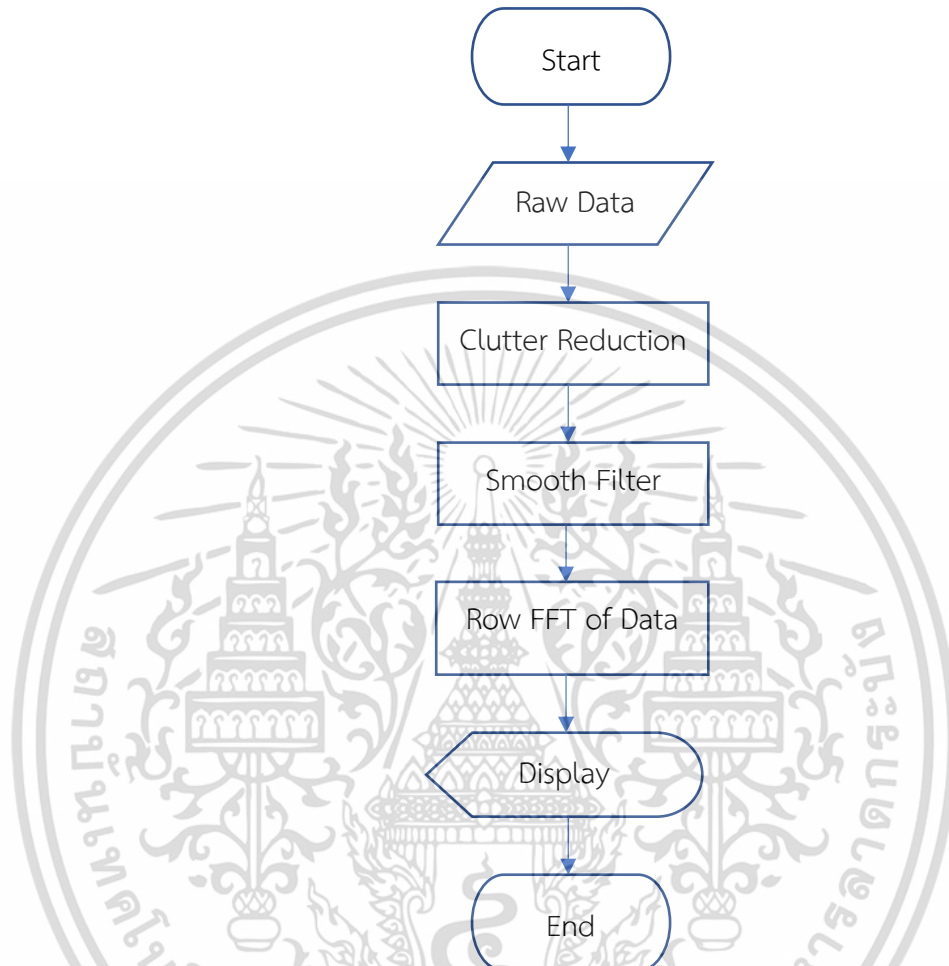 Start
Raw Data
Clutter Reduction
Smooth Filter
Row FFT of Data
Display
End